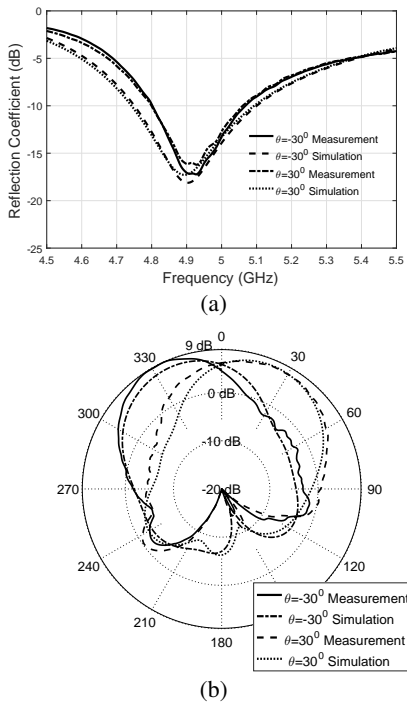 0
-5
-10
-15
-20
-25
Reflection Coefficient (dB)
θ=-30⁰ Measurement
θ=-30⁰ Simulation
θ=30⁰ Measurement
θ=30⁰ Simulation
4.5 4.6 4.7 4.8 4.9 5 5.1 5.2 5.3 5.4 5.5
Frequency (GHz)
(a)
0
9 dB
330
30
0 dB
300
60
-10 dB
270
-20 dB
90
240
120
210
180
θ=-30⁰ Measurement
θ=-30⁰ Simulation
θ=30⁰ Measurement
θ=30⁰ Simulation
(b)